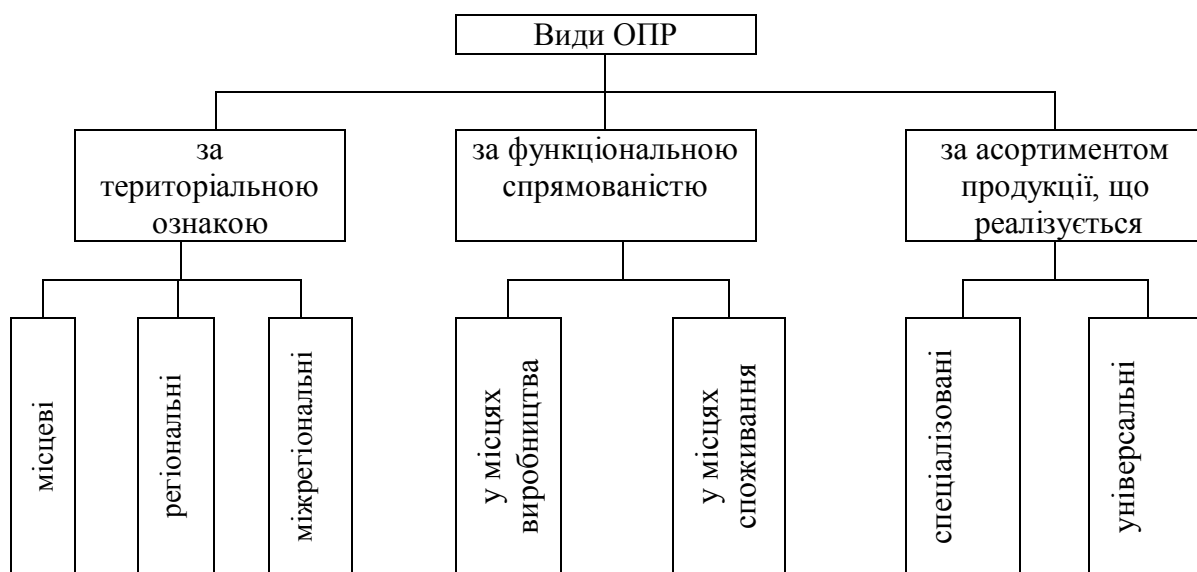 Види ОПР
за
територіальною
ознакою
за функціональною
спрямованістю
за асортиментом
продукції, що
реалізується
місцеві
регіональні
міжрегіональні
у місцях
виробництва
у місцях
споживання
спеціалізовані
універсальні